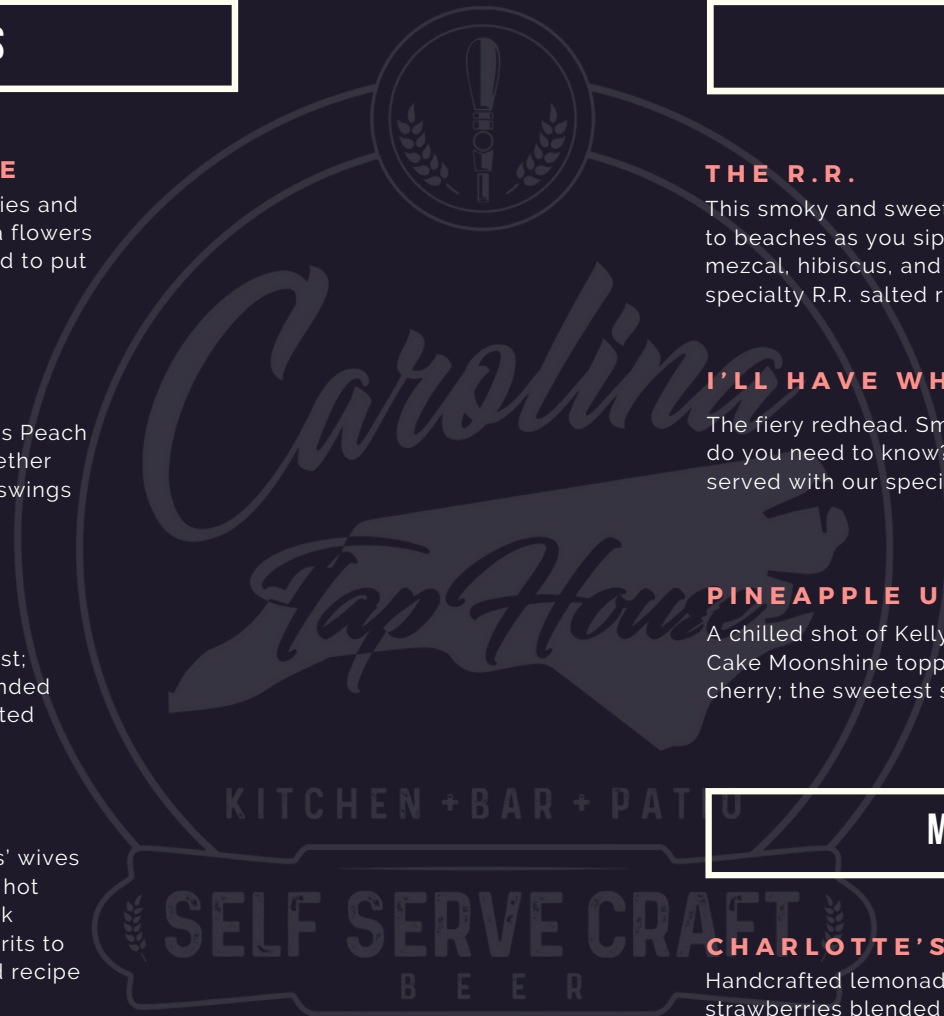 S
E
ies and
a flowers
d to put
s Peach
ether
swings
st;
nded
ted
s' wives
hot
k
rits to
d recipe
Carolina
Tap House
KITCHEN + BAR + PATIO
SELF SERVE CRAFT
BEER
THE R.R.
This smoky and sweet
to beaches as you sip
mezcal, hibiscus, and
specialty R.R. salted r
I'LL HAVE WH
The fiery redhead. Sm
do you need to know?
served with our speci
PINEAPPLE U
A chilled shot of Kelly
Cake Moonshine topp
cherry; the sweetest s
M
CHARLOTTE'S
Handcrafted lemonad
strawberries blended